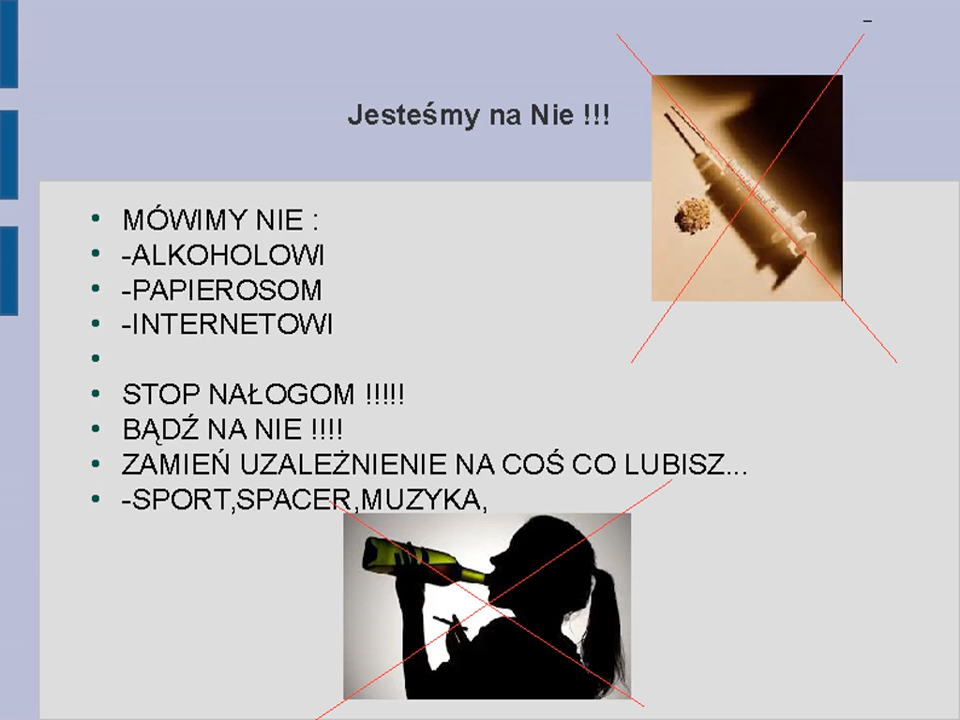 Jesteśmy na Nie !!!
• MÓWIMY NIE :
• -ALKOHOLOWI
• -PAPIEROSOM
• -INTERNETOWI
•
• STOP NAŁOGOM !!!!!
• BĄDŹ NA NIE !!!!
• ZAMIEŃ UZALEŻNIENIE NA COŚ CO LUBISZ...
• -SPORT,SPACER,MUZYKA,